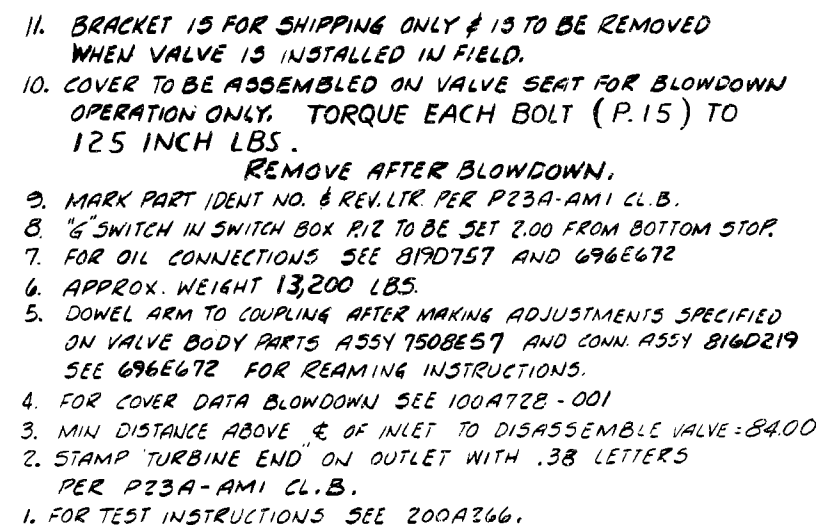 11. BRACKET IS FOR SHIPPING ONLY & IS TO BE REMOVED
WHEN VALVE IS INSTALLED IN FIELD.
10. COVER TO BE ASSEMBLED ON VALVE SEAT FOR BLOWDOWN
OPERATION ONLY. TORQUE EACH BOLT (P.15) TO
125 INCH LBS.
REMOVE AFTER BLOWDOWN.
9. MARK PART IDENT NO. & REV. LTR. PER P23A-AM1 CL.B.
8. "G" SWITCH IN SWITCH BOX P.12 TO BE SET 2.00 FROM BOTTOM STOP.
7. FOR OIL CONNECTIONS SEE 819D757 AND 696E672
6. APPROX. WEIGHT 13,200 LBS.
5. DOWEL ARM TO COUPLING AFTER MAKING ADJUSTMENTS SPECIFIED
ON VALVE BODY PARTS ASSY 7508E57 AND CONN. ASSY 816D219
SEE 696E672 FOR REAMING INSTRUCTIONS.
4. FOR COVER DATA BLOWDOWN SEE 100A728-001
3. MIN DISTANCE ABOVE ℄ OF INLET TO DISASSEMBLE VALVE = 84.00
2. STAMP "TURBINE END" ON OUTLET WITH .38 LETTERS
PER P23A-AM1 CL.B.
1. FOR TEST INSTRUCTIONS SEE 200A266.